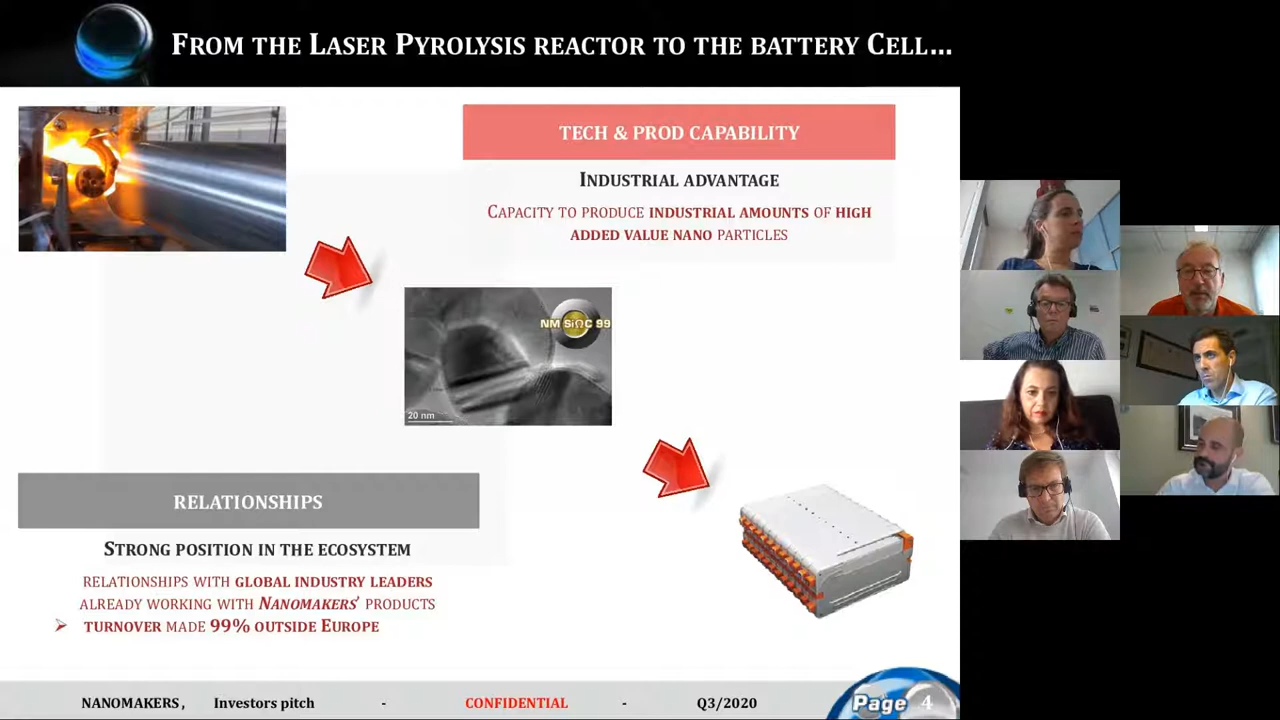 FROM THE LASER PYROLYSIS REACTOR TO THE BATTERY CELL…
TECH & PROD CAPABILITY
INDUSTRIAL ADVANTAGE
CAPACITY TO PRODUCE INDUSTRIAL AMOUNTS OF HIGH
ADDED VALUE NANO PARTICLES
NM SiΩC 99
20 nm
RELATIONSHIPS
STRONG POSITION IN THE ECOSYSTEM
RELATIONSHIPS WITH GLOBAL INDUSTRY LEADERS
ALREADY WORKING WITH NANOMAKERS' PRODUCTS
➢ TURNOVER MADE 99% OUTSIDE EUROPE
NANOMAKERS, Investors pitch - CONFIDENTIAL - Q3/2020
Page 4